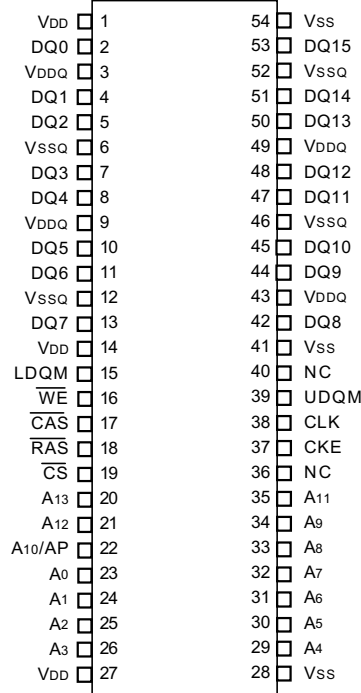 VDD 1 54 VSS
DQ0 2 53 DQ15
VDDQ 3 52 VSSQ
DQ1 4 51 DQ14
DQ2 5 50 DQ13
VSSQ 6 49 VDDQ
DQ3 7 48 DQ12
DQ4 8 47 DQ11
VDDQ 9 46 VSSQ
DQ5 10 45 DQ10
DQ6 11 44 DQ9
VSSQ 12 43 VDDQ
DQ7 13 42 DQ8
VDD 14 41 VSS
LDQM 15 40 NC
W̅E̅ 16 39 UDQM
C̅A̅S̅ 17 38 CLK
R̅A̅S̅ 18 37 CKE
C̅S̅ 19 36 NC
A13 20 35 A11
A12 21 34 A9
A10/AP 22 33 A8
A0 23 32 A7
A1 24 31 A6
A2 25 30 A5
A3 26 29 A4
VDD 27 28 VSS